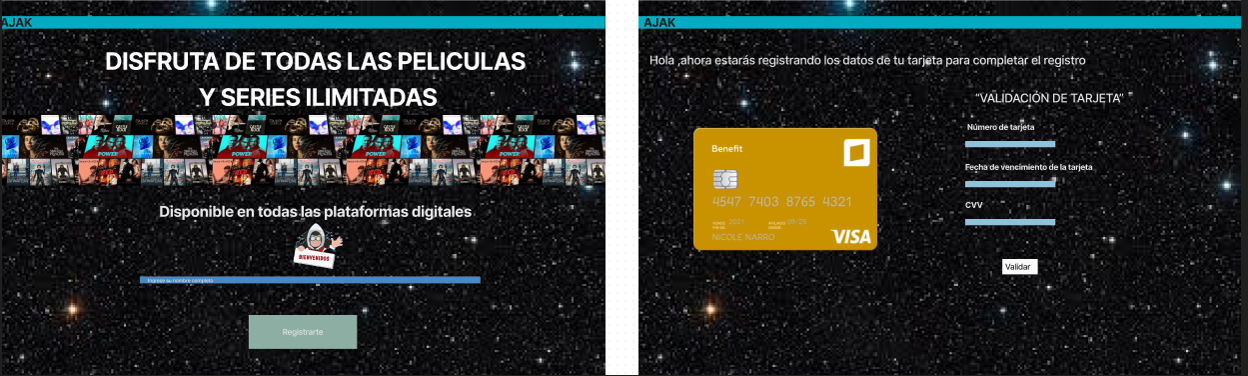 AJAK
DISFRUTA DE TODAS LAS PELICULAS
Y SERIES ILIMITADAS
POWER
POWER
POWER
POWER
Disponible en todas las plataformas digitales
BIENVENIDOS
Ingrese su nombre completo
Registrarte
AJAK
Hola ,ahora estarás registrando los datos de tu tarjeta para completar el registro
“VALIDACIÓN DE TARJETA”
Benefit
4547 7403 8765 4321
2021 09/26
NICOLE NARRO
VISA
Número de tarjeta
Fecha de vencimiento de la tarjeta
CVV
Validar